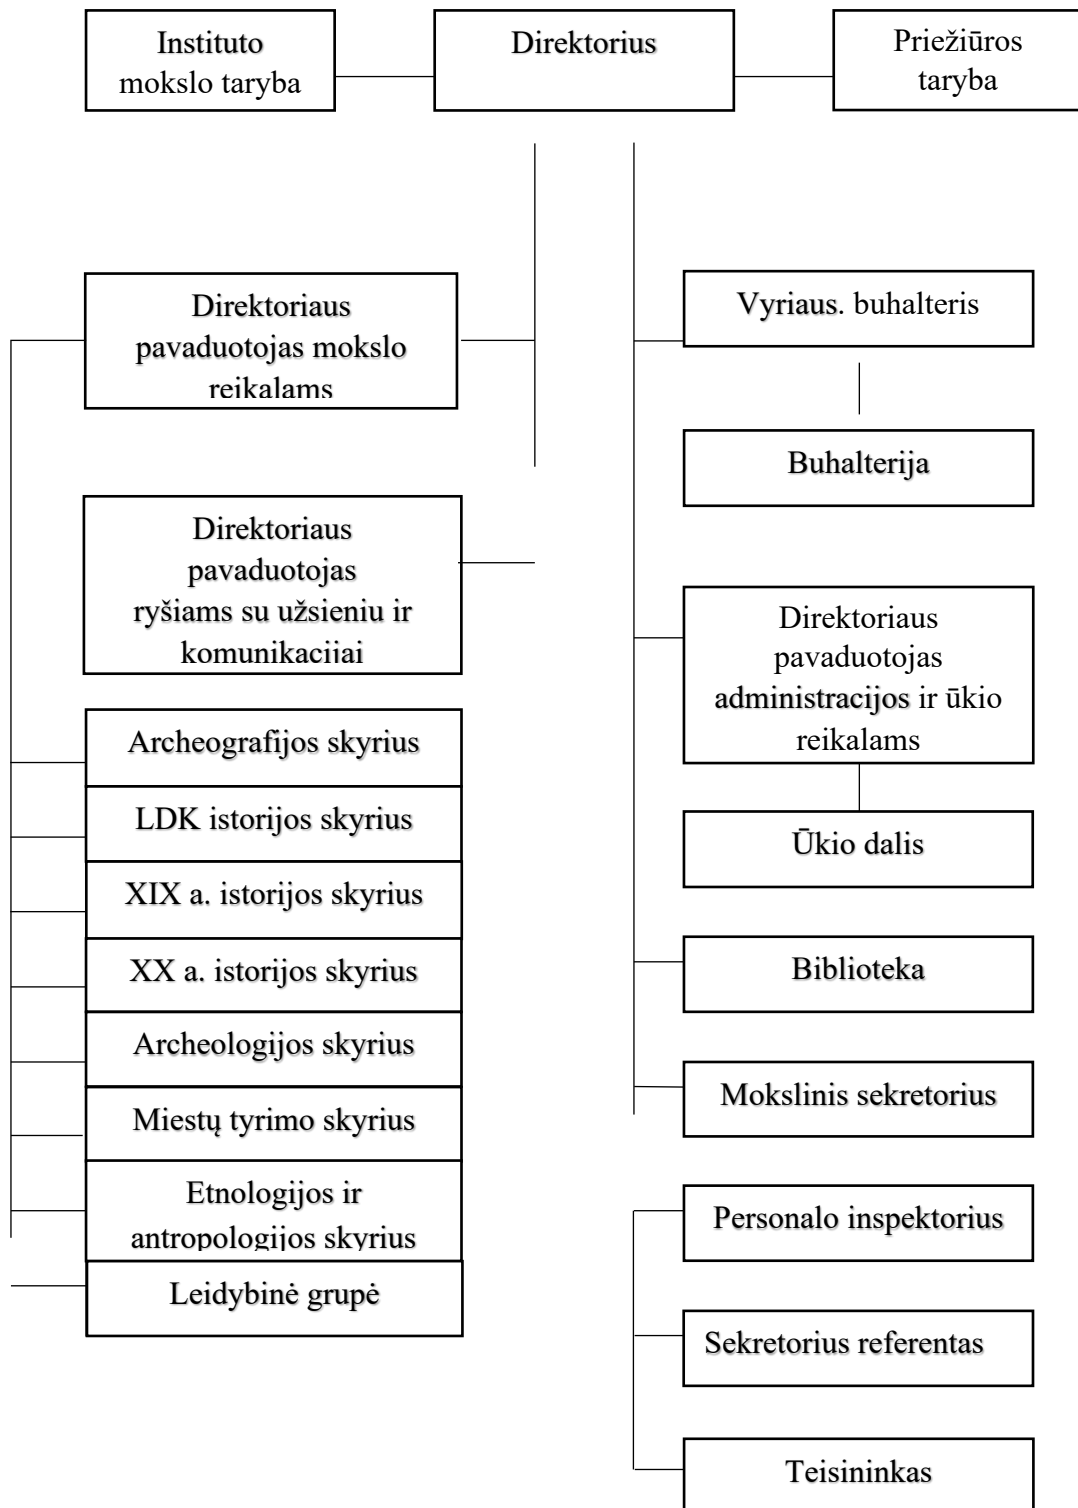 Instituto
mokslo taryba
Direktorius
Priežiūros
taryba
Direktoriaus
pavaduotojas mokslo
reikalams
Direktoriaus
pavaduotojas
ryšiams su užsieniu ir
komunikacijai
Archeografijos skyrius
LDK istorijos skyrius
XIX a. istorijos skyrius
XX a. istorijos skyrius
Archeologijos skyrius
Miestų tyrimo skyrius
Etnologijos ir
antropologijos skyrius
Leidybinė grupė
Vyriaus. buhalteris
Buhalterija
Direktoriaus
pavaduotojas
administracijos ir ūkio
reikalams
Ūkio dalis
Biblioteka
Mokslinis sekretorius
Personalo inspektorius
Sekretorius referentas
Teisininkas